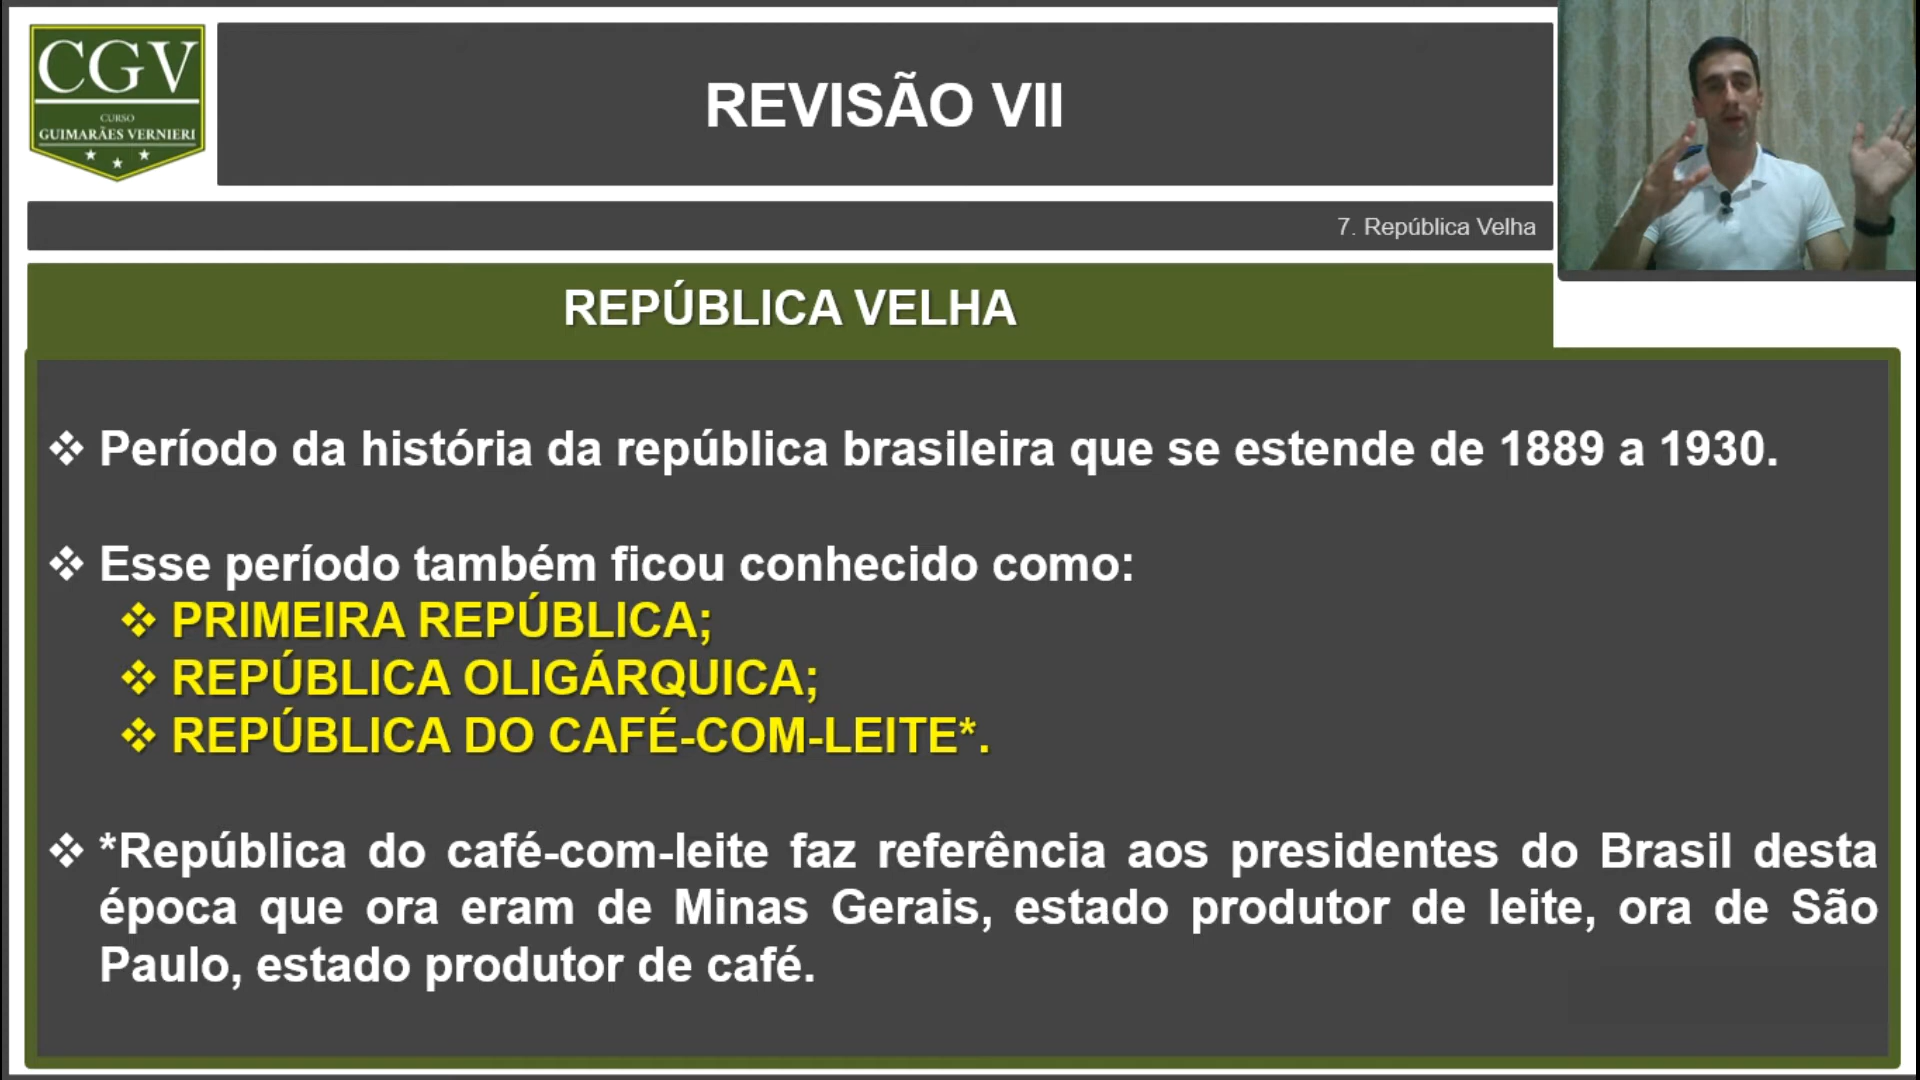 CGV
CURSO
GUIMARÃES VERNIERI
REVISÃO VII
7. República Velha
REPÚBLICA VELHA
❖ Período da história da república brasileira que se estende de 1889 a 1930.
❖ Esse período também ficou conhecido como:
❖ PRIMEIRA REPÚBLICA;
❖ REPÚBLICA OLIGÁRQUICA;
❖ REPÚBLICA DO CAFÉ-COM-LEITE*.
❖ *República do café-com-leite faz referência aos presidentes do Brasil desta
época que ora eram de Minas Gerais, estado produtor de leite, ora de São
Paulo, estado produtor de café.